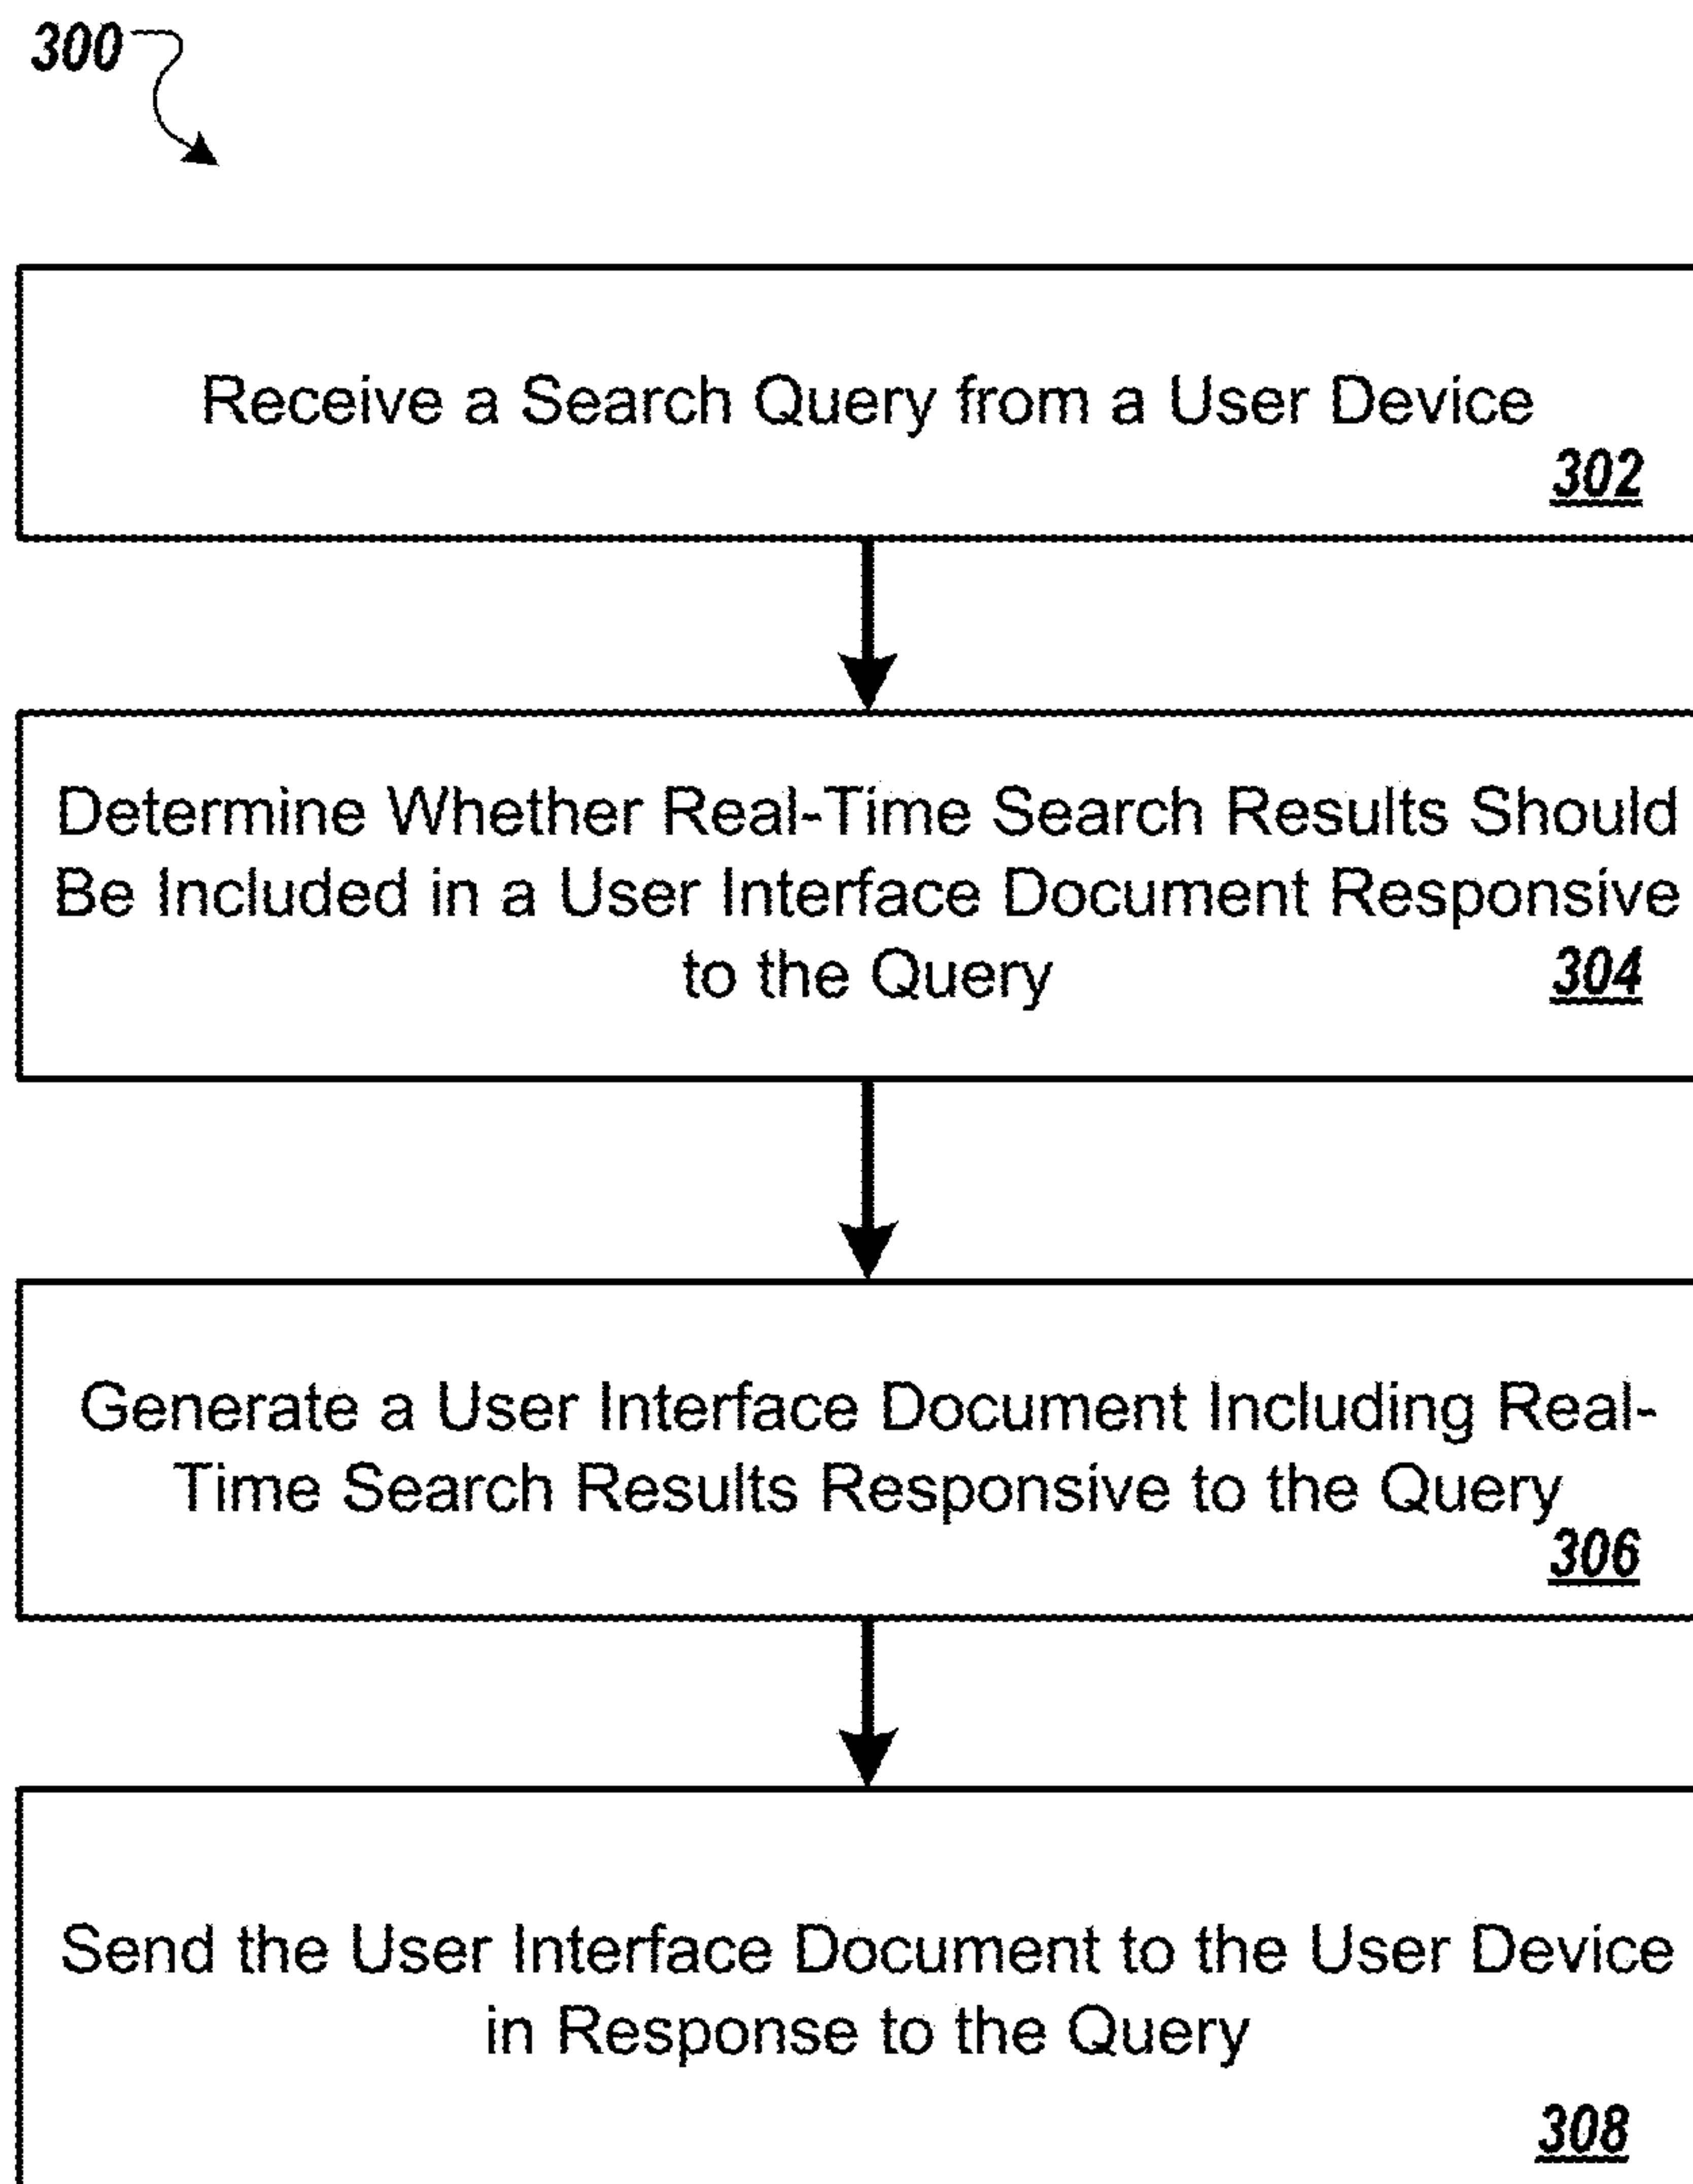 300
Receive a Search Query from a User Device
302
Determine Whether Real-Time Search Results Should
Be Included in a User Interface Document Responsive
to the Query
304
Generate a User Interface Document Including Real-
Time Search Results Responsive to the Query
306
Send the User Interface Document to the User Device
in Response to the Query
308